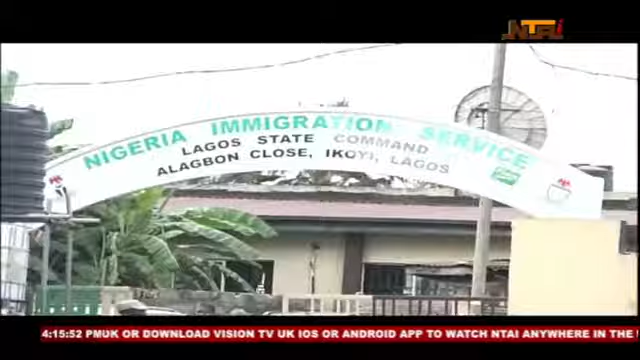 NTAi
NIGERIA IMMIGRATION SERVICE
LAGOS STATE COMMAND
ALAGBON CLOSE, IKOYI, LAGOS
4:15:52 PM UK OR DOWNLOAD VISION TV UK IOS OR ANDROID APP TO WATCH NTAI ANYWHERE IN THE